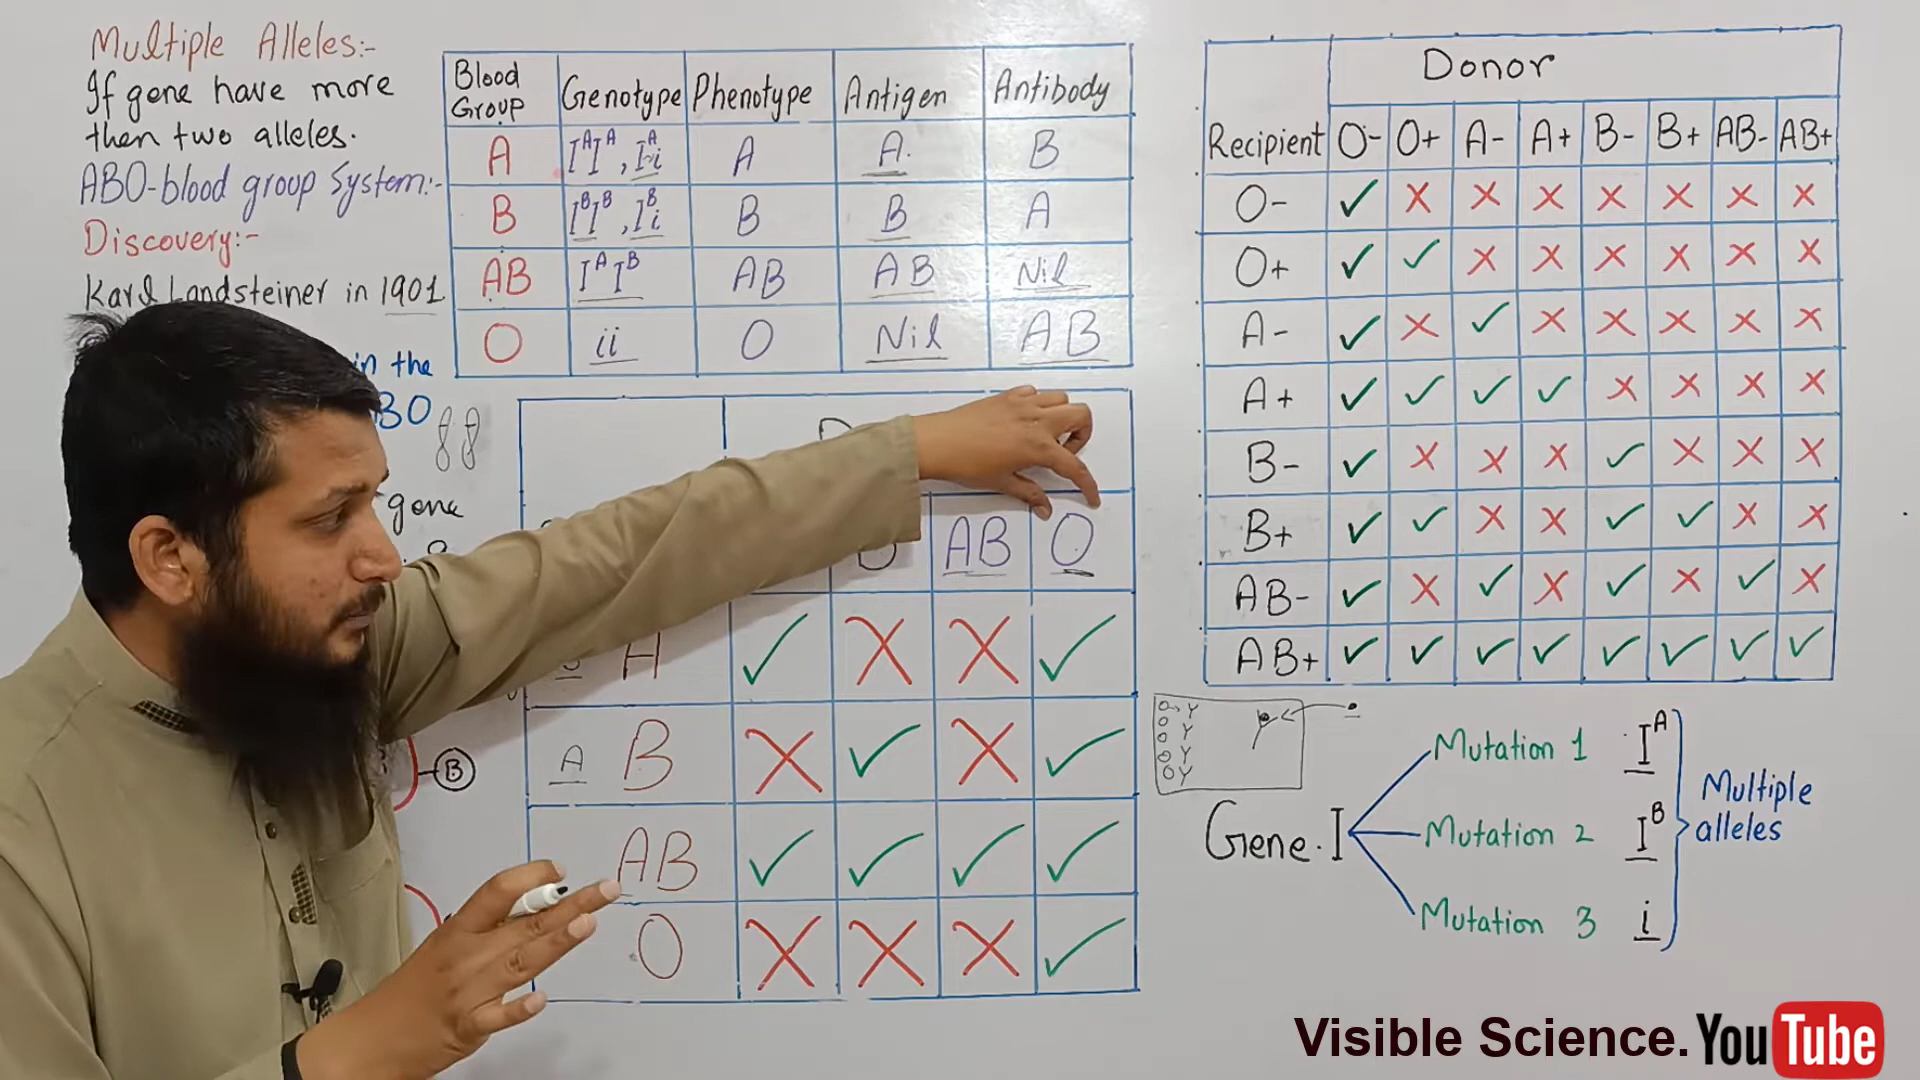 Multiple Alleles:-
If gene have more
then two alleles.
ABO-blood group System:-
Discovery:-
Karl Landsteiner in 1901
in the
BO
gene
B
Blood Group Genotype Phenotype Antigen Antibody
A IᴬIᴬ, Iᴬi A A B
B IᴮIᴮ, Iᴮi B B A
AB IᴬIᴮ AB AB Nil
O ii O Nil AB
AB O
A ✓ X X ✓
A B X ✓ X ✓
AB ✓ ✓ ✓ ✓
O X X X ✓
Donor
Recipient O- O+ A- A+ B- B+ AB- AB+
O- ✓ X X X X X X X
O+ ✓ ✓ X X X X X X
A- ✓ X ✓ X X X X X
A+ ✓ ✓ ✓ ✓ X X X X
B- ✓ X X X ✓ X X X
B+ ✓ ✓ X X ✓ ✓ X X
AB- ✓ X ✓ X ✓ X ✓ X
AB+ ✓ ✓ ✓ ✓ ✓ ✓ ✓ ✓
Gene. I
Mutation 1 Iᴬ
Mutation 2 Iᴮ
Mutation 3 i
Multiple
alleles
Visible Science. YouTube